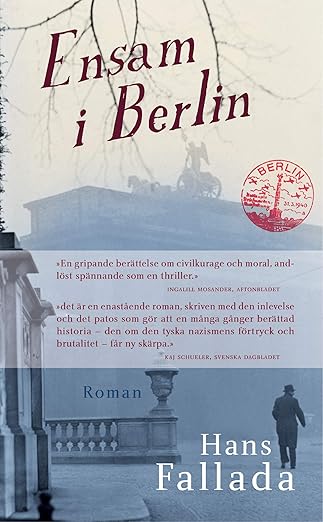 Ensam
i Berlin
BERLIN
31.3.1940
»En gripande berättelse om civilkurage och moral, and-
löst spännande som en thriller.»
INGALILL MOSANDER, AFTONBLADET
»det är en enastående roman, skriven med den inlevelse
och det patos som gör att en många gånger berättad
historia – den om den tyska nazismens förtryck och
brutalitet – får ny skärpa.»
KAJ SCHUELER, SVENSKA DAGBLADET
Roman
Hans
Fallada